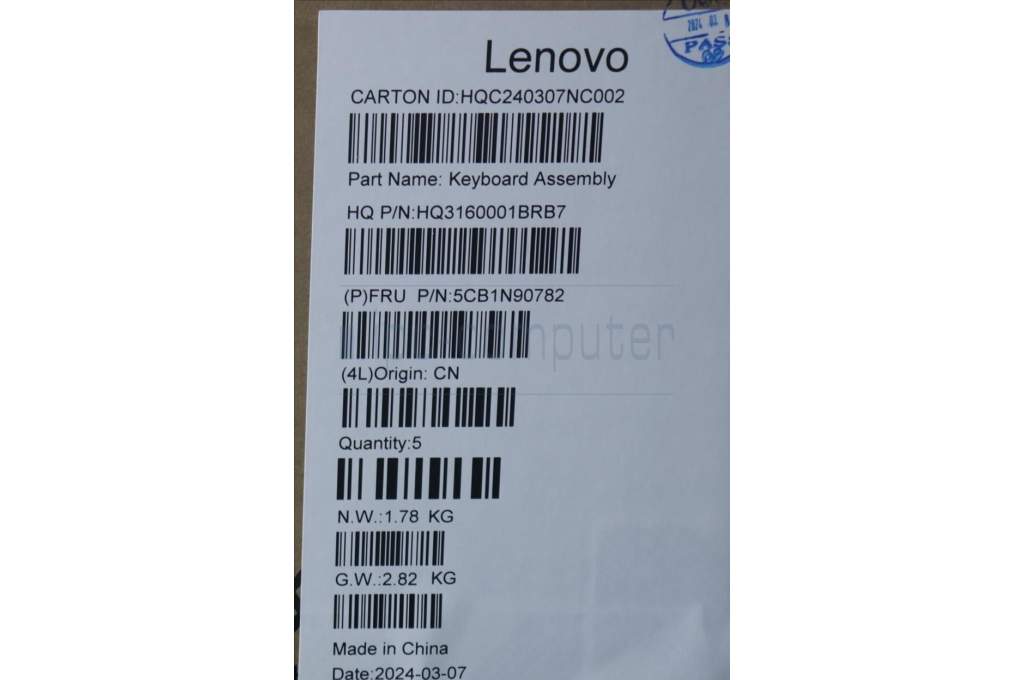 Lenovo
CARTON ID:HQC240307NC002
Part Name: Keyboard Assembly
HQ P/N:HQ3160001BRB7
(P)FRU P/N:5CB1N90782
(4L)Origin: CN
Quantity:5
N.W.:1.78 KG
G.W.:2.82 KG
Made in China
Date:2024-03-07